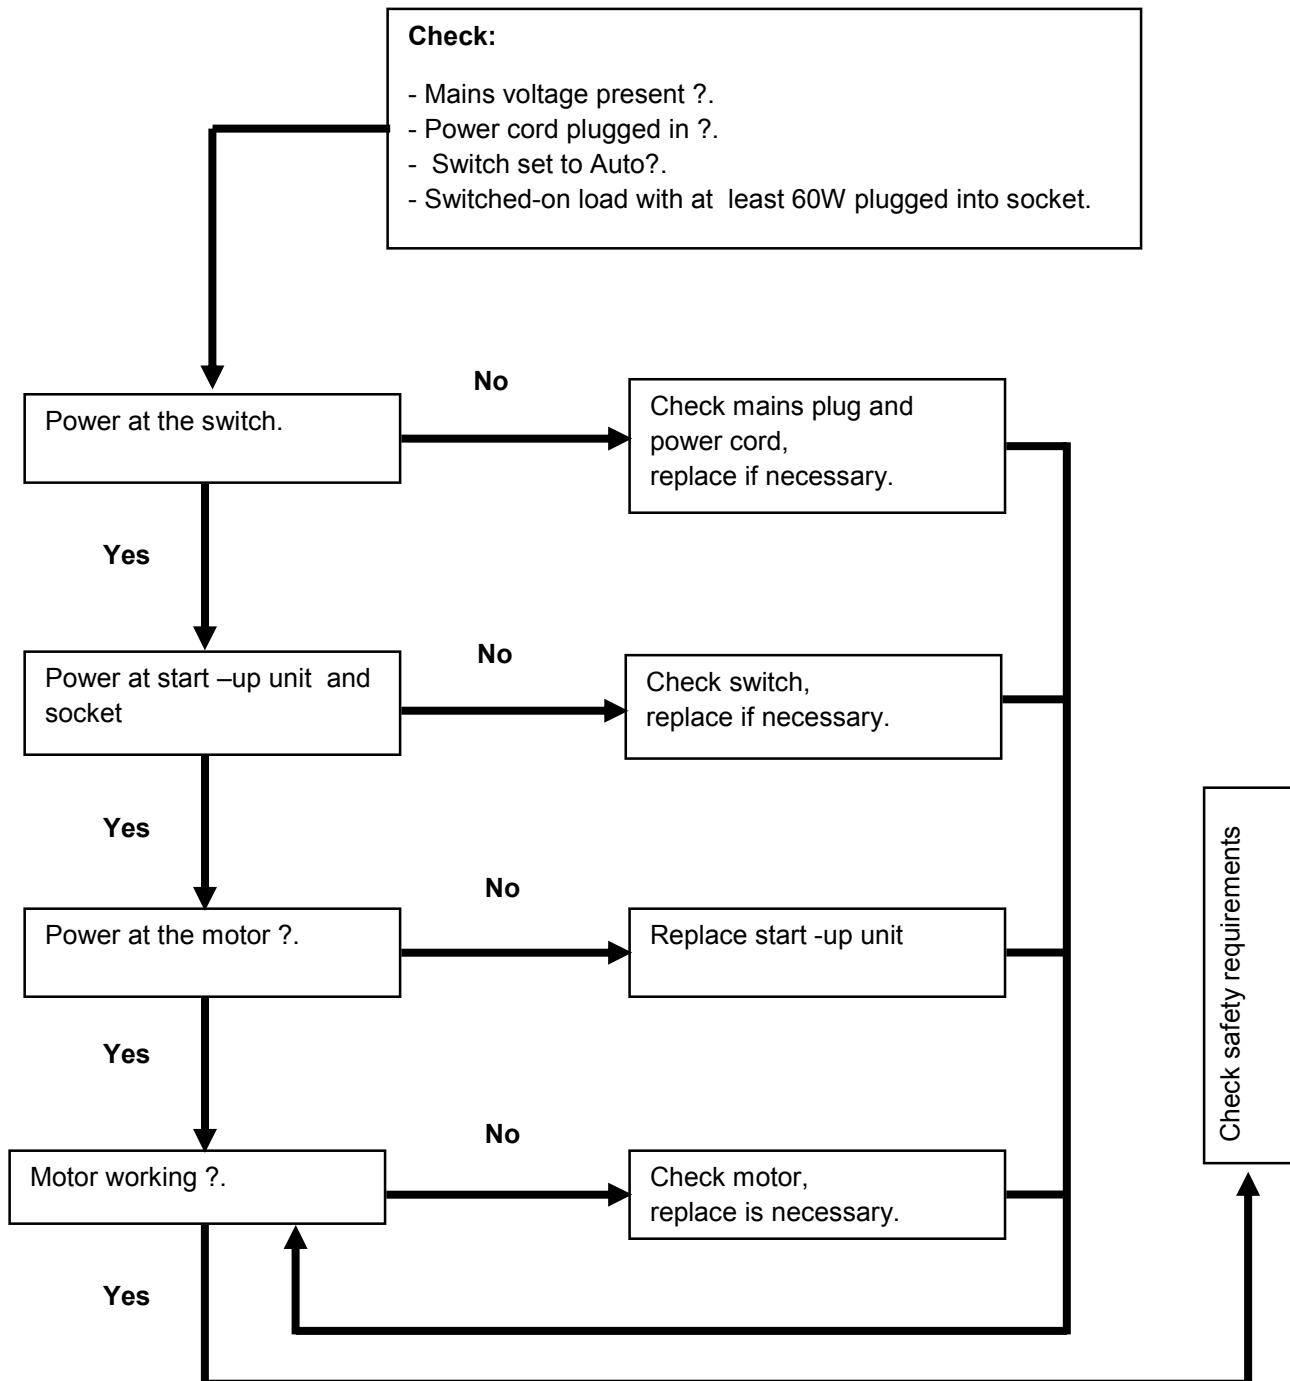 Check:
- Mains voltage present ?.
- Power cord plugged in ?.
-  Switch set to Auto?.
- Switched-on load with at  least 60W plugged into socket.
No
Power at the switch.
Check mains plug and
power cord,
replace if necessary.
Yes
No
Power at start –up unit  and
socket
Check switch,
replace if necessary.
Yes
No
Power at the motor ?.
Replace start -up unit
Check safety requirements
Yes
No
Motor working ?.
Check motor,
replace is necessary.
Yes